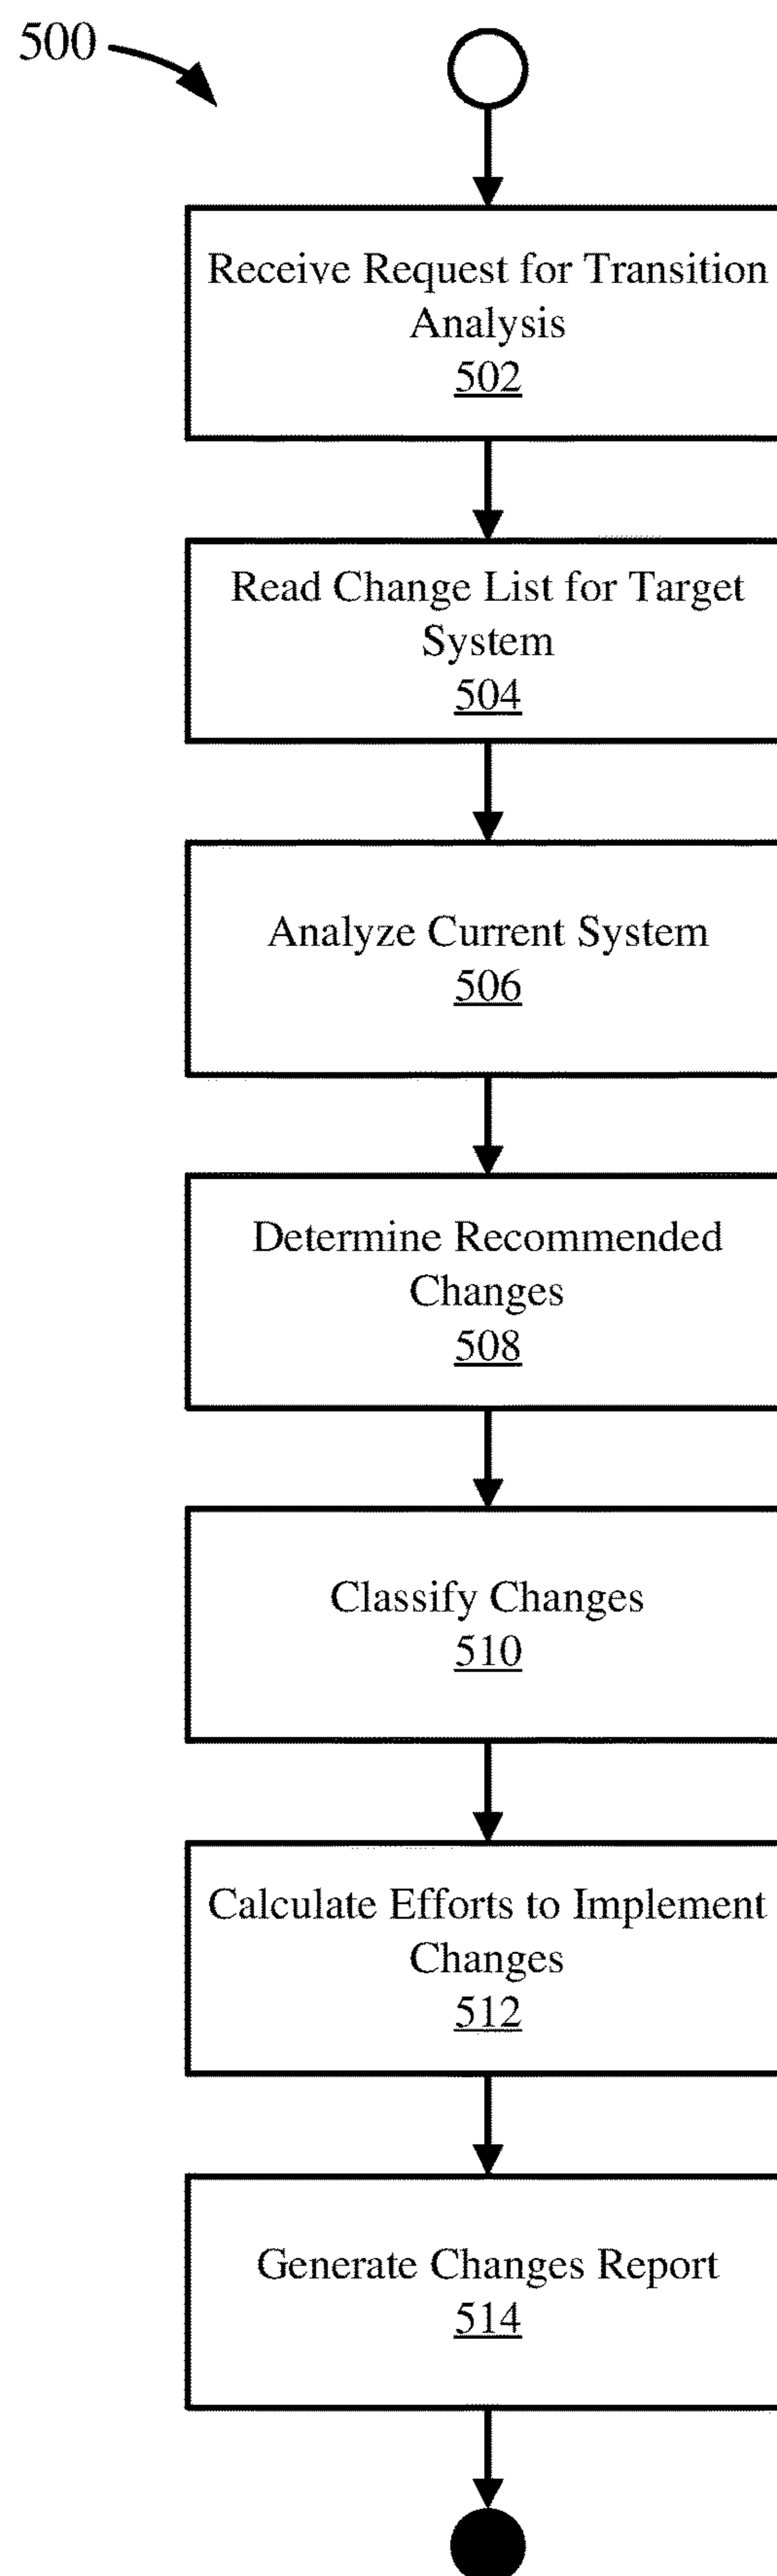 500
Receive Request for Transition
Analysis
502
Read Change List for Target
System
504
Analyze Current System
506
Determine Recommended
Changes
508
Classify Changes
510
Calculate Efforts to Implement
Changes
512
Generate Changes Report
514